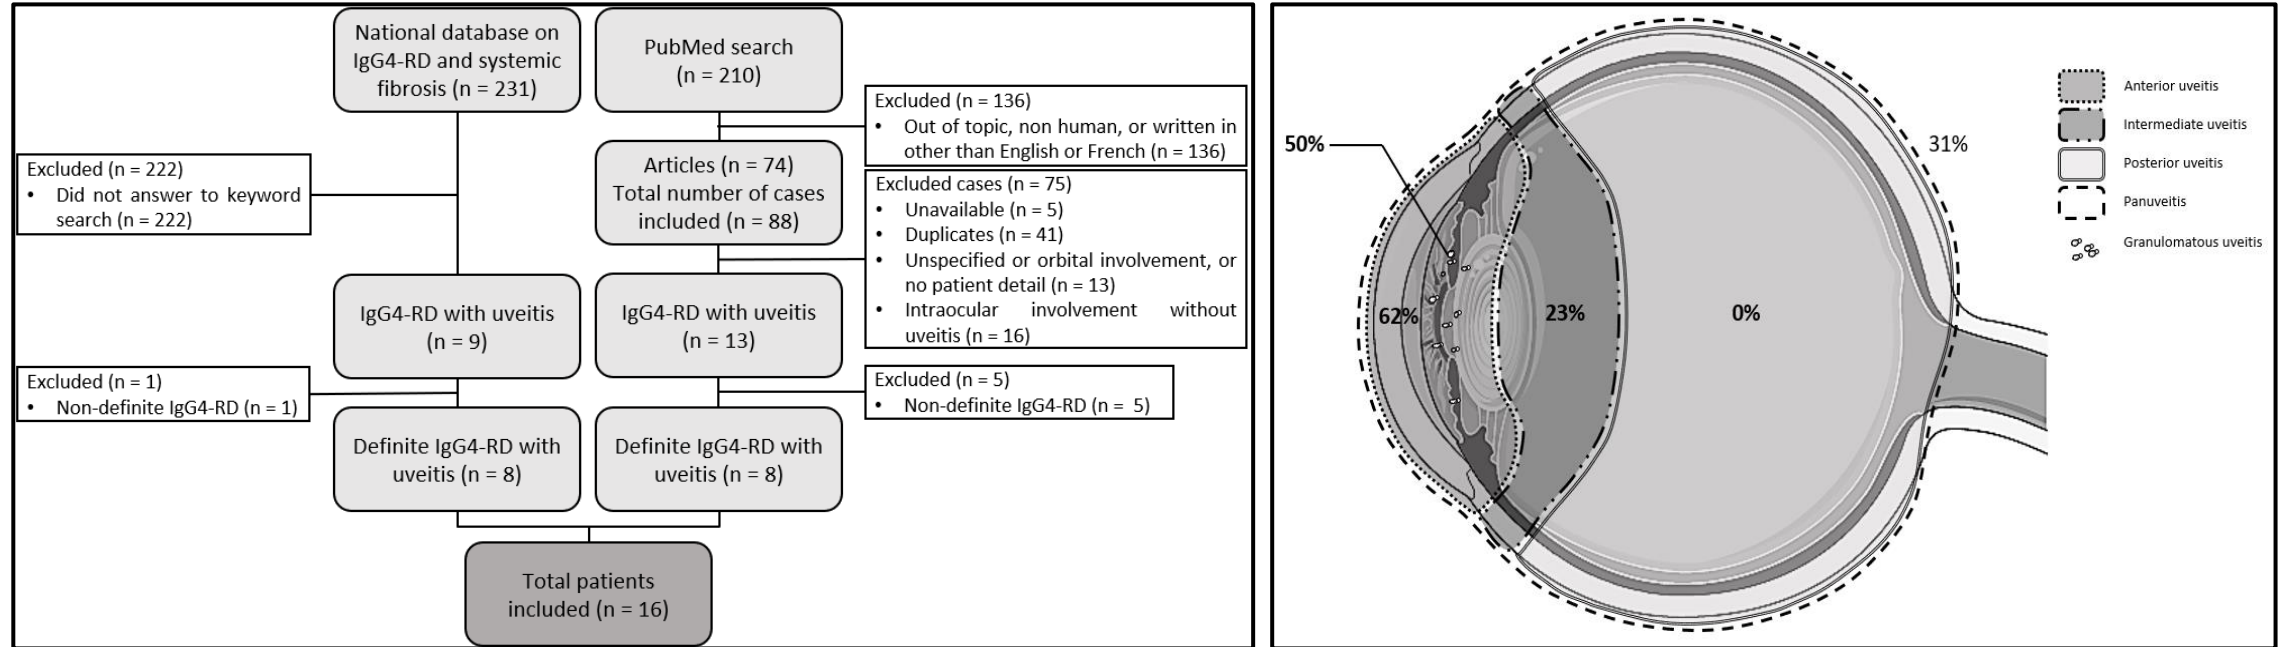 National database on
IgG4-RD and systemic
fibrosis (n = 231)
PubMed search
(n = 210)
Excluded (n = 136)
• Out of topic, non human, or written in
other than English or French (n = 136)
Excluded (n = 222)
• Did not answer to keyword
search (n = 222)
Articles (n = 74)
Total number of cases
included (n = 88)
Excluded cases (n = 75)
• Unavailable (n = 5)
• Duplicates (n = 41)
• Unspecified or orbital involvement, or
no patient detail (n = 13)
• Intraocular involvement without
uveitis (n = 16)
IgG4-RD with uveitis
(n = 9)
IgG4-RD with uveitis
(n = 13)
Excluded (n = 1)
• Non-definite IgG4-RD (n = 1)
Excluded (n = 5)
• Non-definite IgG4-RD (n = 5)
Definite IgG4-RD with
uveitis (n = 8)
Definite IgG4-RD with
uveitis (n = 8)
Total patients
included (n = 16)
50%
62%
23%
0%
31%
Anterior uveitis
Intermediate uveitis
Posterior uveitis
Panuveitis
Granulomatous uveitis